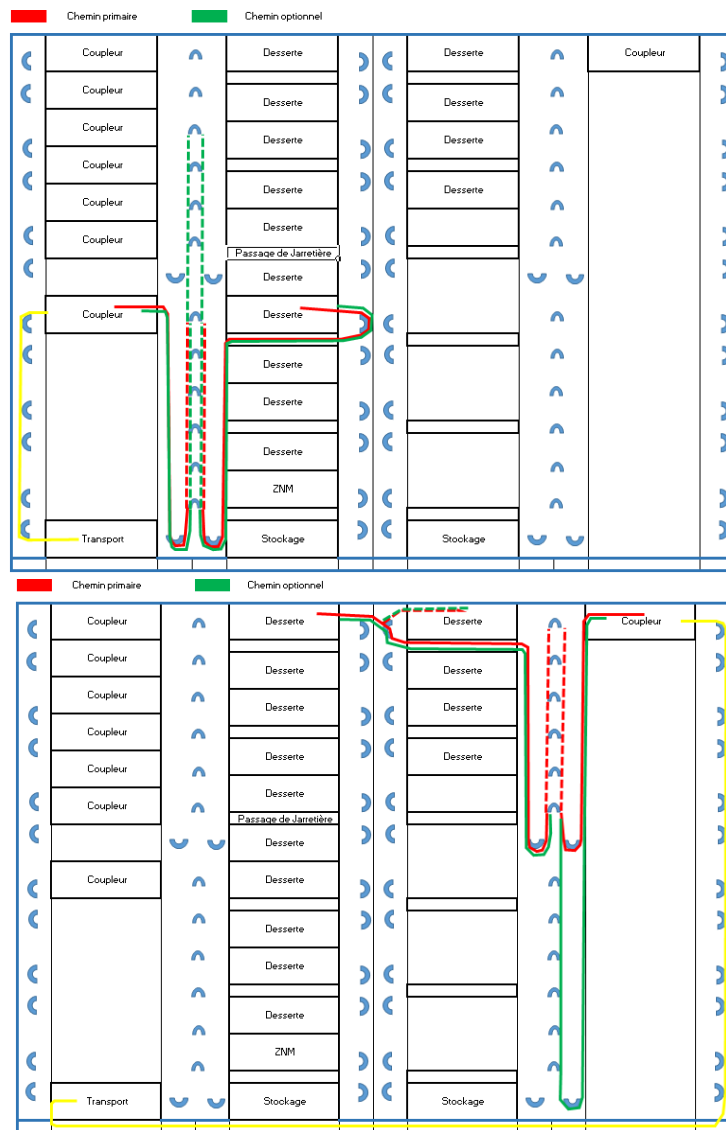 Chemin primaire
Chemin optionnel
Coupleur
Desserte
Desserte
Coupleur
Coupleur
Desserte
Desserte
Coupleur
Desserte
Desserte
Coupleur
Desserte
Desserte
Coupleur
Desserte
Coupleur
Passage de Jarretière
Desserte
Coupleur
Desserte
Desserte
Desserte
Desserte
ZNM
Transport
Stockage
Stockage
Chemin primaire
Chemin optionnel
Coupleur
Desserte
Desserte
Coupleur
Coupleur
Desserte
Desserte
Coupleur
Desserte
Desserte
Coupleur
Desserte
Desserte
Coupleur
Desserte
Coupleur
Passage de Jarretière
Desserte
Coupleur
Desserte
Desserte
Desserte
Desserte
ZNM
Transport
Stockage
Stockage